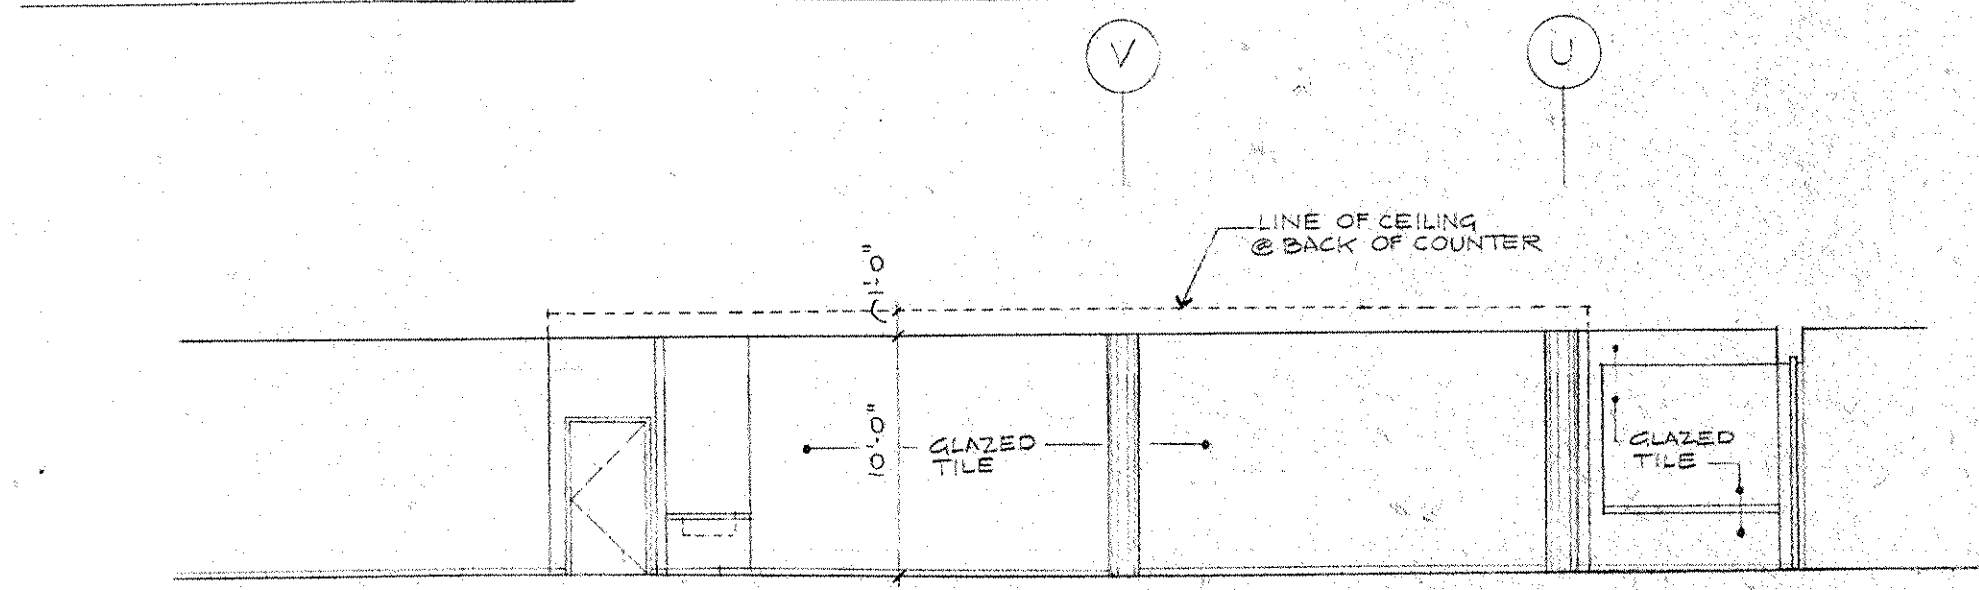 V
U
LINE OF CEILING
@ BACK OF COUNTER
1'-0"
10'-0"
GLAZED
TILE
GLAZED
TILE